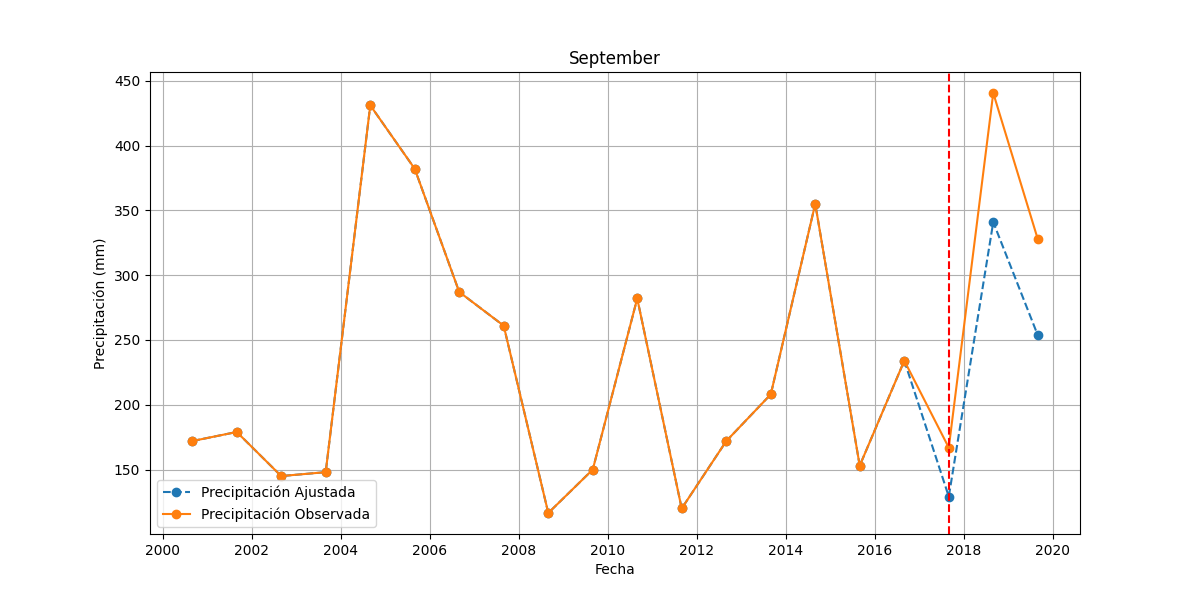 September
Precipitación (mm)
450
400
350
300
250
200
150
Precipitación Ajustada
Precipitación Observada
2000 2002 2004 2006 2008 2010 2012 2014 2016 2018 2020
Fecha